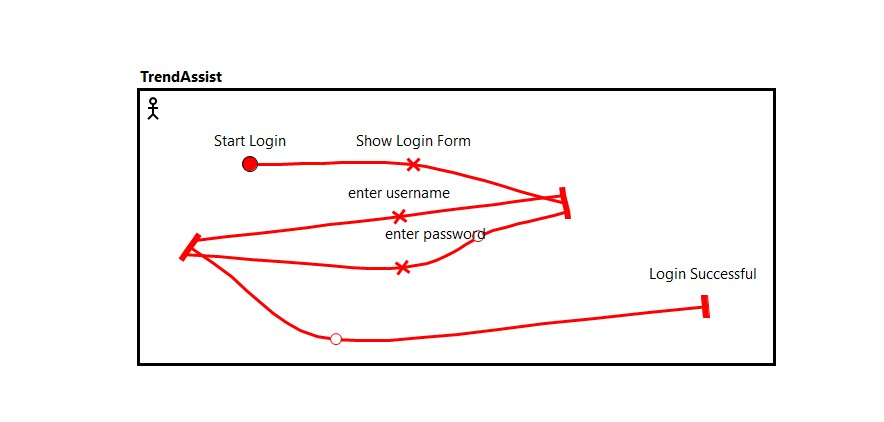 TrendAssist
Start Login
Show Login Form
enter username
enter password
Login Successful